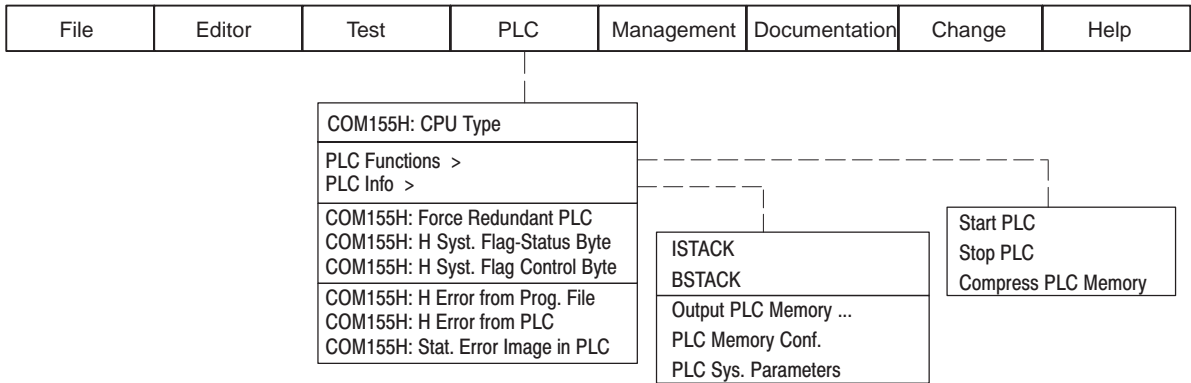 File
Editor
Test
PLC
Management
Documentation
Change
Help
COM155H: CPU Type
PLC Functions >
PLC Info >
COM155H: Force Redundant PLC
COM155H: H Syst. Flag-Status Byte
COM155H: H Syst. Flag Control Byte
COM155H: H Error from Prog. File
COM155H: H Error from PLC
COM155H: Stat. Error Image in PLC
ISTACK
BSTACK
Output PLC Memory ...
PLC Memory Conf.
PLC Sys. Parameters
Start PLC
Stop PLC
Compress PLC Memory